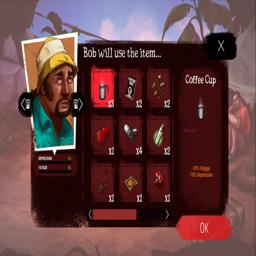 Bob will use the item...
X
Coffee Cup
x3
x2
x2
x1
x4
x2
x1
x1
x1
DEPRESSION
FATIGUE
-15% Fatigue
-10% Depression
OK